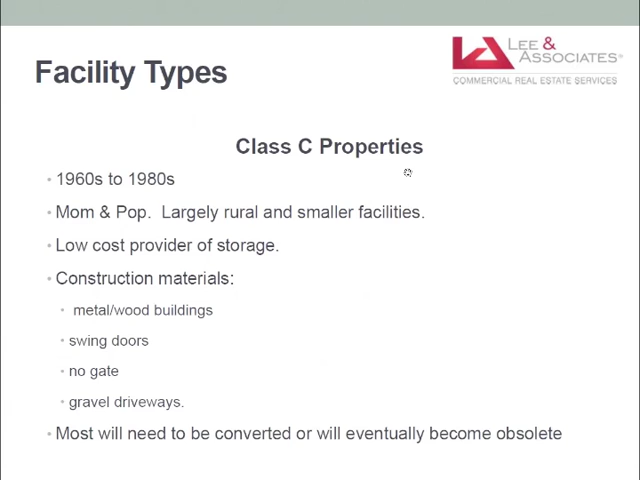 Facility Types
LEE &
ASSOCIATES®
COMMERCIAL REAL ESTATE SERVICES
Class C Properties
• 1960s to 1980s
• Mom & Pop. Largely rural and smaller facilities.
• Low cost provider of storage.
• Construction materials:
• metal/wood buildings
• swing doors
• no gate
• gravel driveways.
• Most will need to be converted or will eventually become obsolete